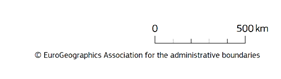 0 500 km
© EuroGeographics Association for the administrative boundaries